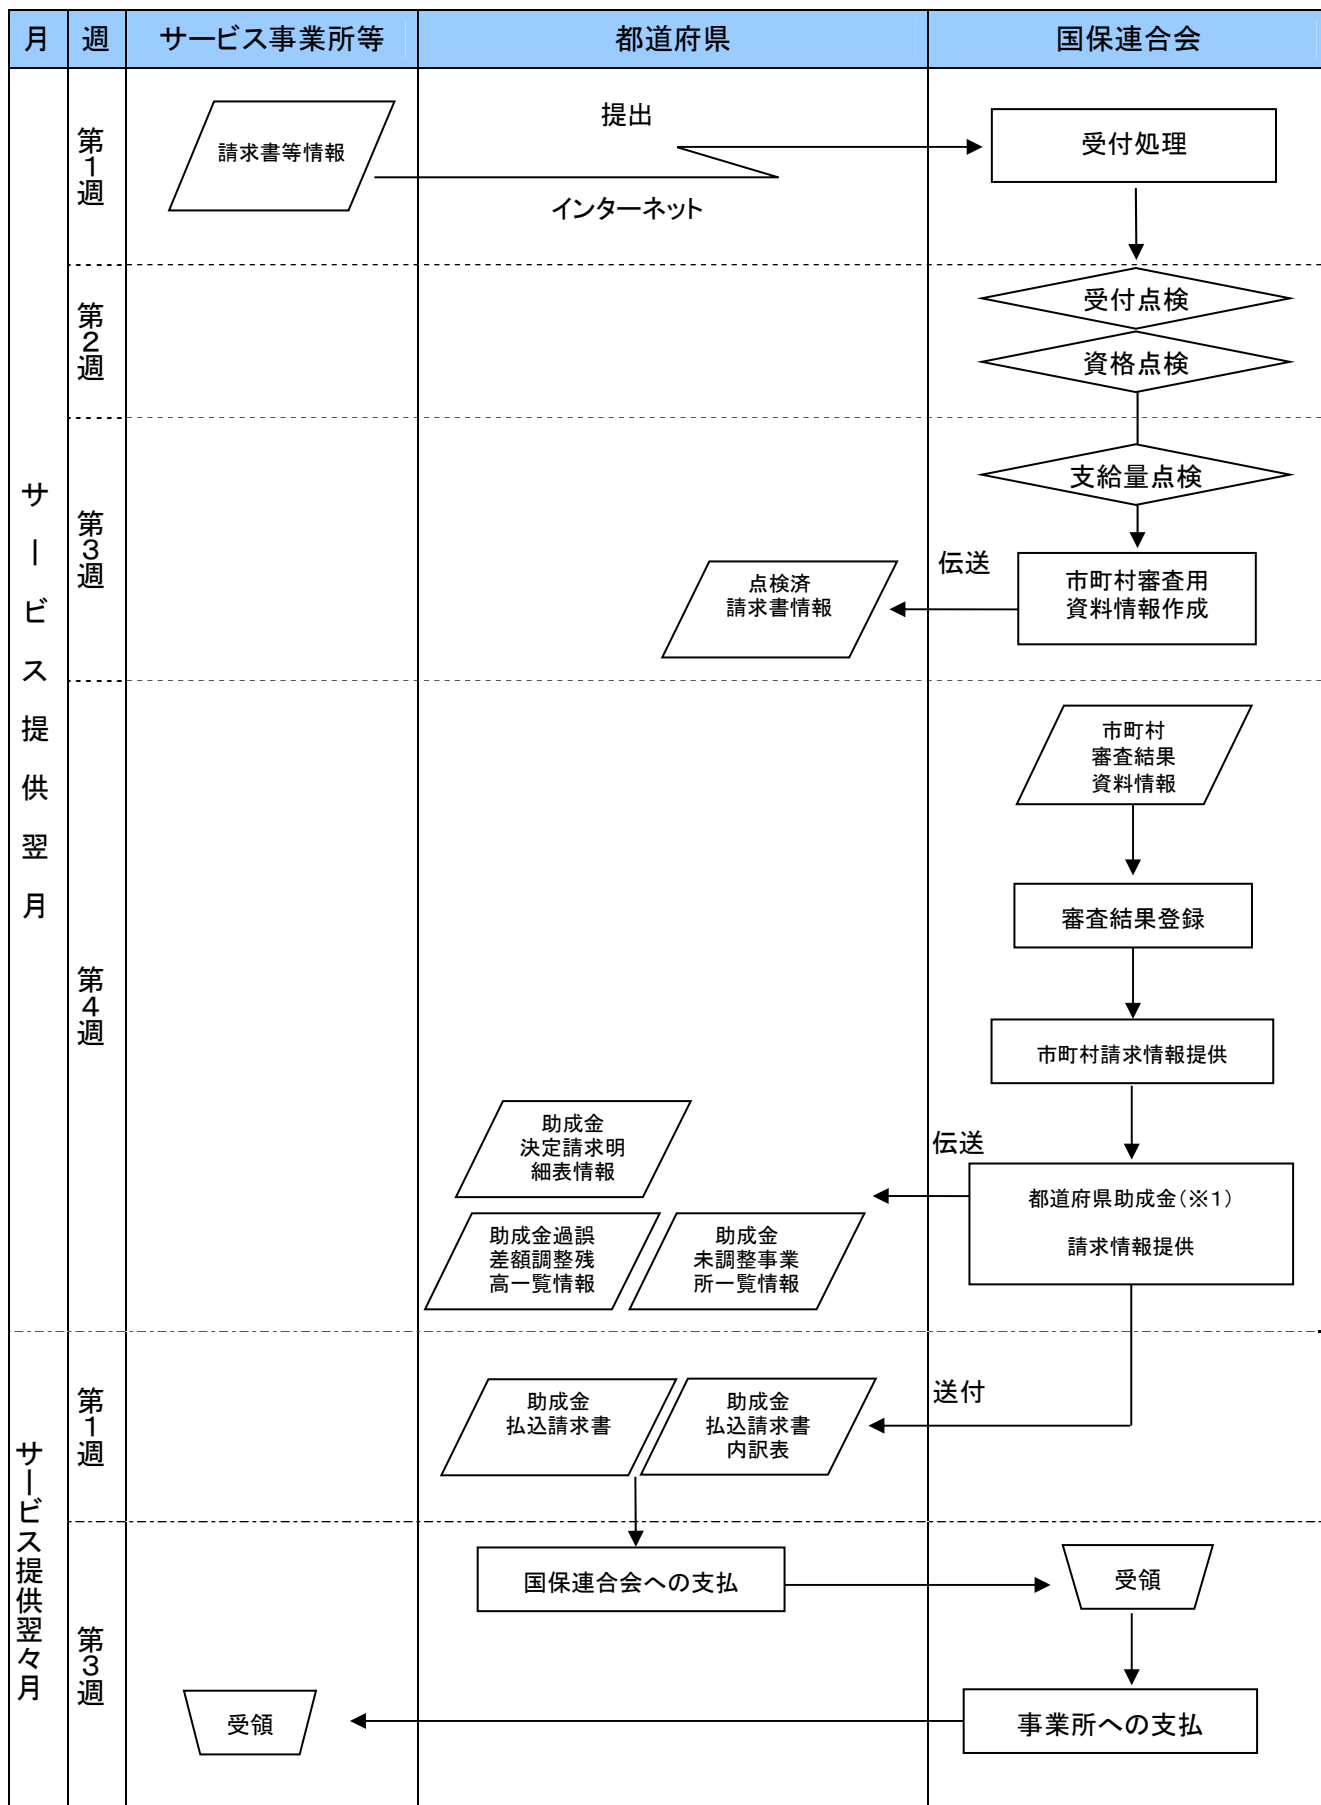 月 週 サービス事業所等 都道府県 国保連合会
サービス提供翌月
第1週
請求書等情報
提出
インターネット
受付処理
第2週
受付点検
資格点検
第3週
支給量点検
伝送
市町村審査用
資料情報作成
点検済
請求書情報
第4週
市町村
審査結果
資料情報
審査結果登録
市町村請求情報提供
伝送
都道府県助成金(※1)
請求情報提供
助成金
決定請求明
細表情報
助成金過誤
差額調整残
高一覧情報
助成金
未調整事業
所一覧情報
サービス提供翌々月
第1週
送付
助成金
払込請求書
助成金
払込請求書
内訳表
第3週
国保連合会への支払
受領
事業所への支払
受領